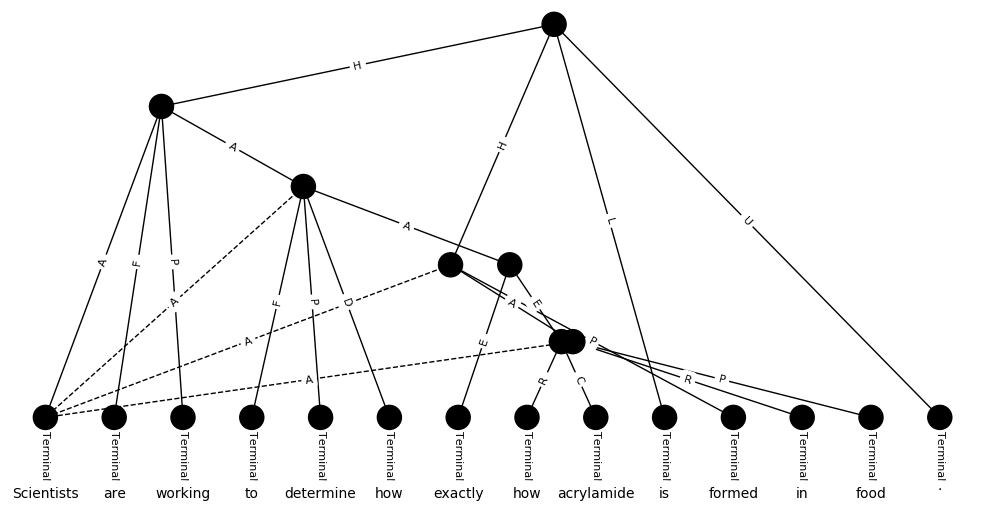 H
A
H
A
A
F
P
A
F
P
D
A
E
A
E
P
L
U
A
R
C
R
P
Terminal Terminal Terminal Terminal Terminal Terminal Terminal Terminal Terminal Terminal Terminal Terminal Terminal Terminal
Scientists are working to determine how exactly how acrylamide is formed in food .